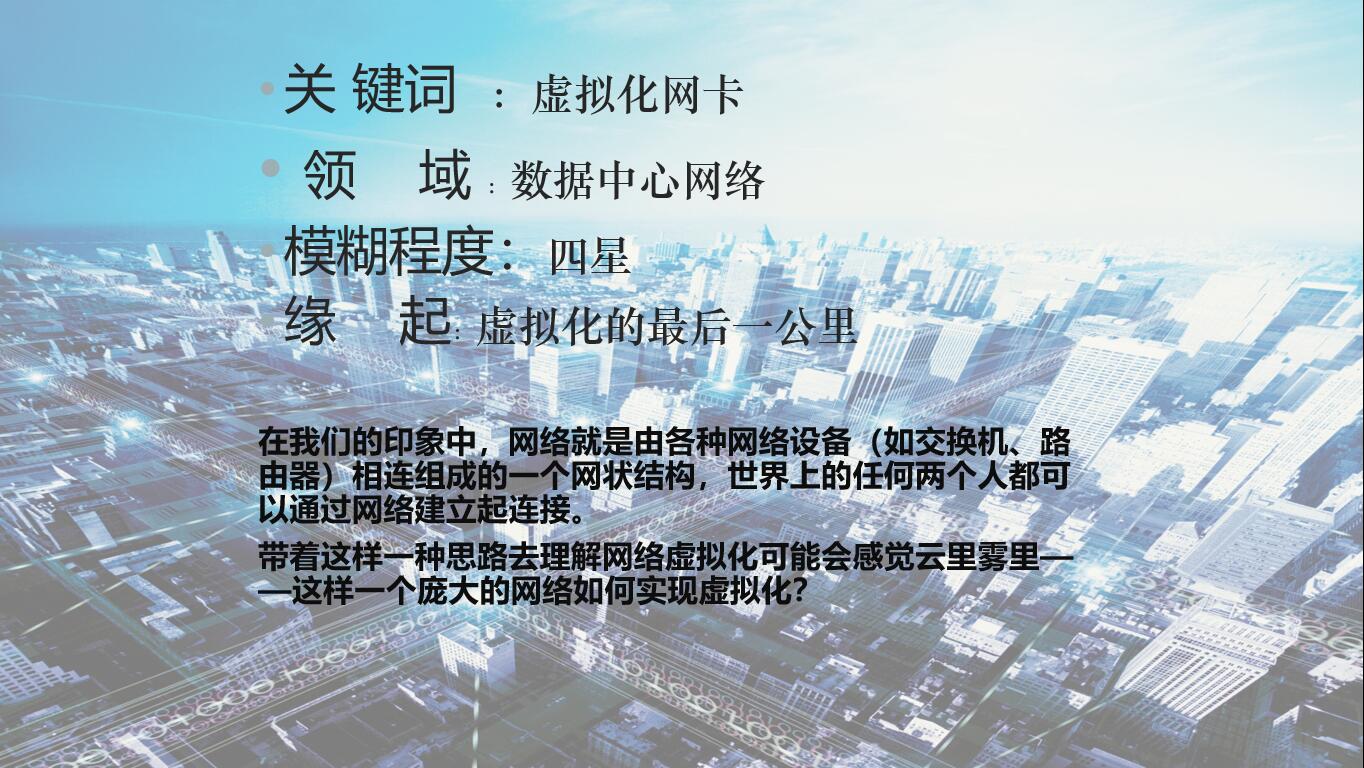 • 关 键词 ：虚拟化网卡
• 领 域：数据中心网络
• 模糊程度：四星
缘 起：虚拟化的最后一公里
在我们的印象中，网络就是由各种网络设备（如交换机、路
由器）相连组成的一个网状结构，世界上的任何两个人都可
以通过网络建立起连接。
带着这样一种思路去理解网络虚拟化可能会感觉云里雾里—
—这样一个庞大的网络如何实现虚拟化？